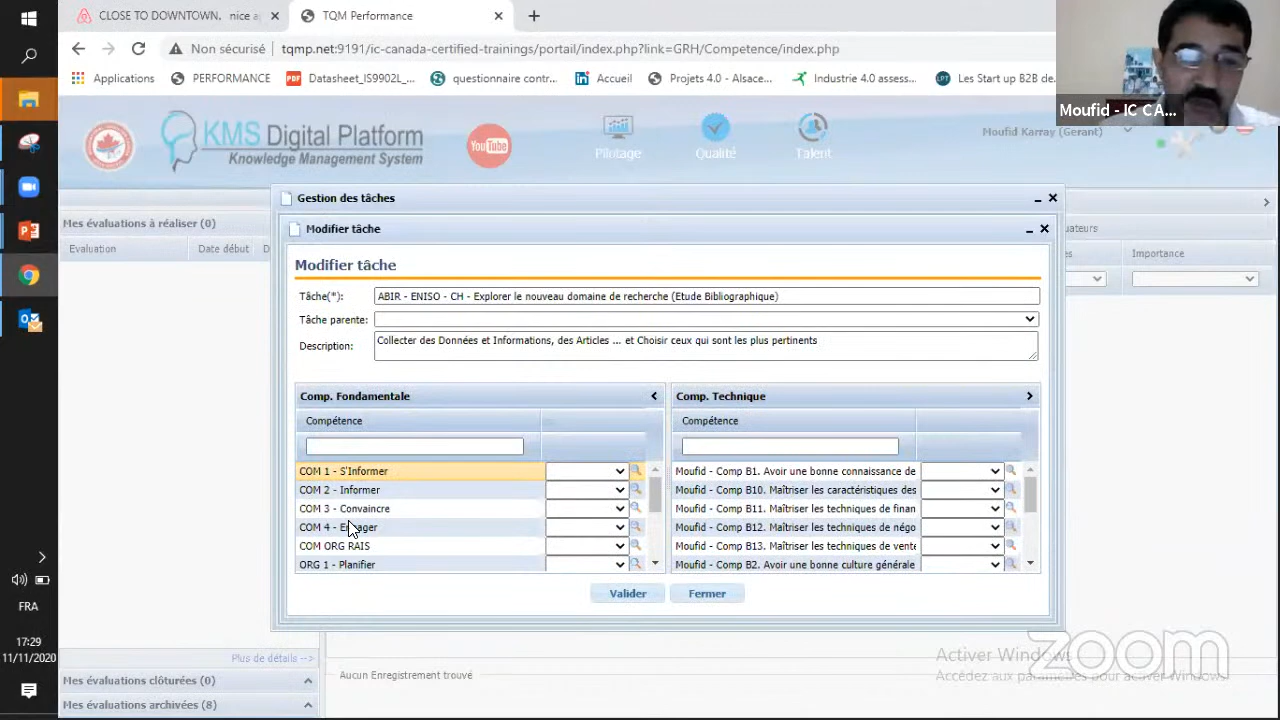 CLOSE TO DOWNTOWN. nice a
TQM Performance
Non sécurisé tqmp.net:9191/ic-canada-certified-trainings/portail/index.php?link=GRH/Competence/index.php
Applications PERFORMANCE Datasheet_IS9902L_... questionnaire contr... Accueil Projets 4.0 - Alsace... Industrie 4.0 assess... Les Start up B2B de...
Moufid - IC CA...
KMS Digital Platform
Knowledge Management System
YouTube
Pilotage Qualité Talent
Moufid Karray (Gerant)
Mes évaluations à réaliser (0)
Evaluation Date début D
Gestion des tâches
Modifier tâche
Modifier tâche
Tâche(*): ABIR - ENISO - CH - Explorer le nouveau domaine de recherche (Etude Bibliographique)
Tâche parente:
Description: Collecter des Données et Informations, des Articles ... et Choisir ceux qui sont les plus pertinents
uateurs
es Importance
Comp. Fondamentale Comp. Technique
Compétence Compétence
COM 1 - S'Informer Moufid - Comp B1. Avoir une bonne connaissance de
COM 2 - Informer Moufid - Comp B10. Maîtriser les caractéristiques des
COM 3 - Convaincre Moufid - Comp B11. Maîtriser les techniques de finan
COM 4 - Engager Moufid - Comp B12. Maîtriser les techniques de négo
COM ORG RAIS Moufid - Comp B13. Maîtriser les techniques de vente
ORG 1 - Planifier Moufid - Comp B2. Avoir une bonne culture générale
Valider Fermer
FRA
17:29
11/11/2020
Plus de détails -->
Mes évaluations clôturées (0)
Mes évaluations archivées (8)
Aucun Enregistrement trouvé
Activer Windows
Accédez aux paramètres pour activer Windows.
zoom